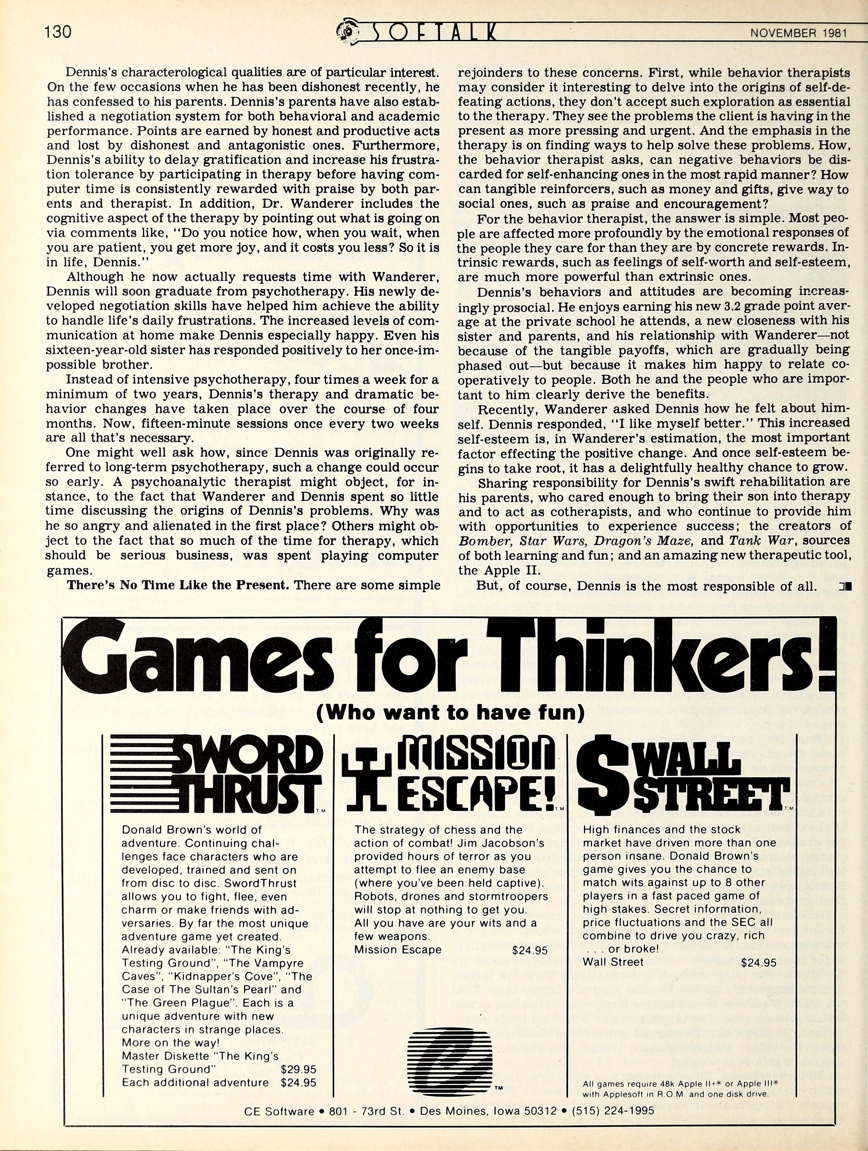 130
SOFTALK
NOVEMBER 1981
Dennis's characterological qualities are of particular interest.
On the few occasions when he has been dishonest recently, he
has confessed to his parents. Dennis's parents have also estab-
lished a negotiation system for both behavioral and academic
performance. Points are earned by honest and productive acts
and lost by dishonest and antagonistic ones. Furthermore,
Dennis's ability to delay gratification and increase his frustra-
tion tolerance by participating in therapy before having com-
puter time is consistently rewarded with praise by both par-
ents and therapist. In addition, Dr. Wanderer includes the
cognitive aspect of the therapy by pointing out what is going on
via comments like, "Do you notice how, when you wait, when
you are patient, you get more joy, and it costs you less? So it is
in life, Dennis."
Although he now actually requests time with Wanderer,
Dennis will soon graduate from psychotherapy. His newly de-
veloped negotiation skills have helped him achieve the ability
to handle life's daily frustrations. The increased levels of com-
munication at home make Dennis especially happy. Even his
sixteen-year-old sister has responded positively to her once-im-
possible brother.
Instead of intensive psychotherapy, four times a week for a
minimum of two years, Dennis's therapy and dramatic be-
havior changes have taken place over the course of four
months. Now, fifteen-minute sessions once every two weeks
are all that's necessary.
One might well ask how, since Dennis was originally re-
ferred to long-term psychotherapy, such a change could occur
so early. A psychoanalytic therapist might object, for in-
stance, to the fact that Wanderer and Dennis spent so little
time discussing the origins of Dennis's problems. Why was
he so angry and alienated in the first place? Others might ob-
ject to the fact that so much of the time for therapy, which
should be serious business, was spent playing computer
games.
There's No Time Like the Present. There are some simple
rejoinders to these concerns. First, while behavior therapists
may consider it interesting to delve into the origins of self-de-
feating actions, they don't accept such exploration as essential
to the therapy. They see the problems the client is having in the
present as more pressing and urgent. And the emphasis in the
therapy is on finding ways to help solve these problems. How,
the behavior therapist asks, can negative behaviors be dis-
carded for self-enhancing ones in the most rapid manner? How
can tangible reinforcers, such as money and gifts, give way to
social ones, such as praise and encouragement?
For the behavior therapist, the answer is simple. Most peo-
ple are affected more profoundly by the emotional responses of
the people they care for than they are by concrete rewards. In-
trinsic rewards, such as feelings of self-worth and self-esteem,
are much more powerful than extrinsic ones.
Dennis's behaviors and attitudes are becoming increas-
ingly prosocial. He enjoys earning his new 3.2 grade point aver-
age at the private school he attends, a new closeness with his
sister and parents, and his relationship with Wanderer—not
because of the tangible payoffs, which are gradually being
phased out—but because it makes him happy to relate co-
operatively to people. Both he and the people who are impor-
tant to him clearly derive the benefits.
Recently, Wanderer asked Dennis how he felt about him-
self. Dennis responded, "I like myself better." This increased
self-esteem is, in Wanderer's estimation, the most important
factor effecting the positive change. And once self-esteem be-
gins to take root, it has a delightfully healthy chance to grow.
Sharing responsibility for Dennis's swift rehabilitation are
his parents, who cared enough to bring their son into therapy
and to act as cotherapists, and who continue to provide him
with opportunities to experience success; the creators of
Bomber, Star Wars, Dragon's Maze, and Tank War, sources
of both learning and fun; and an amazing new therapeutic tool,
the Apple II.
But, of course, Dennis is the most responsible of all.
Games for Thinkers!
(Who want to have fun)
SWORD
THRUST TM
Donald Brown's world of
adventure. Continuing chal-
lenges face characters who are
developed, trained and sent on
from disc to disc. SwordThrust
allows you to fight, flee, even
charm or make friends with ad-
versaries. By far the most unique
adventure game yet created.
Already available: "The King's
Testing Ground", "The Vampyre
Caves", "Kidnapper's Cove", "The
Case of The Sultan's Pearl" and
"The Green Plague". Each is a
unique adventure with new
characters in strange places.
More on the way!
Master Diskette "The King's
Testing Ground" $29.95
Each additional adventure $24.95
MISSION
ESCAPE! TM
The strategy of chess and the
action of combat! Jim Jacobson's
provided hours of terror as you
attempt to flee an enemy base
(where you've been held captive).
Robots, drones and stormtroopers
will stop at nothing to get you.
All you have are your wits and a
few weapons.
Mission Escape $24.95
TM
$ WALL
STREET TM
High finances and the stock
market have driven more than one
person insane. Donald Brown's
game gives you the chance to
match wits against up to 8 other
players in a fast paced game of
high stakes. Secret information,
price fluctuations and the SEC all
combine to drive you crazy, rich
. . . or broke!
Wall Street $24.95
All games require 48k Apple II+* or Apple III*
with Applesoft in R.O.M. and one disk drive.
CE Software • 801 - 73rd St. • Des Moines, Iowa 50312 • (515) 224-1995